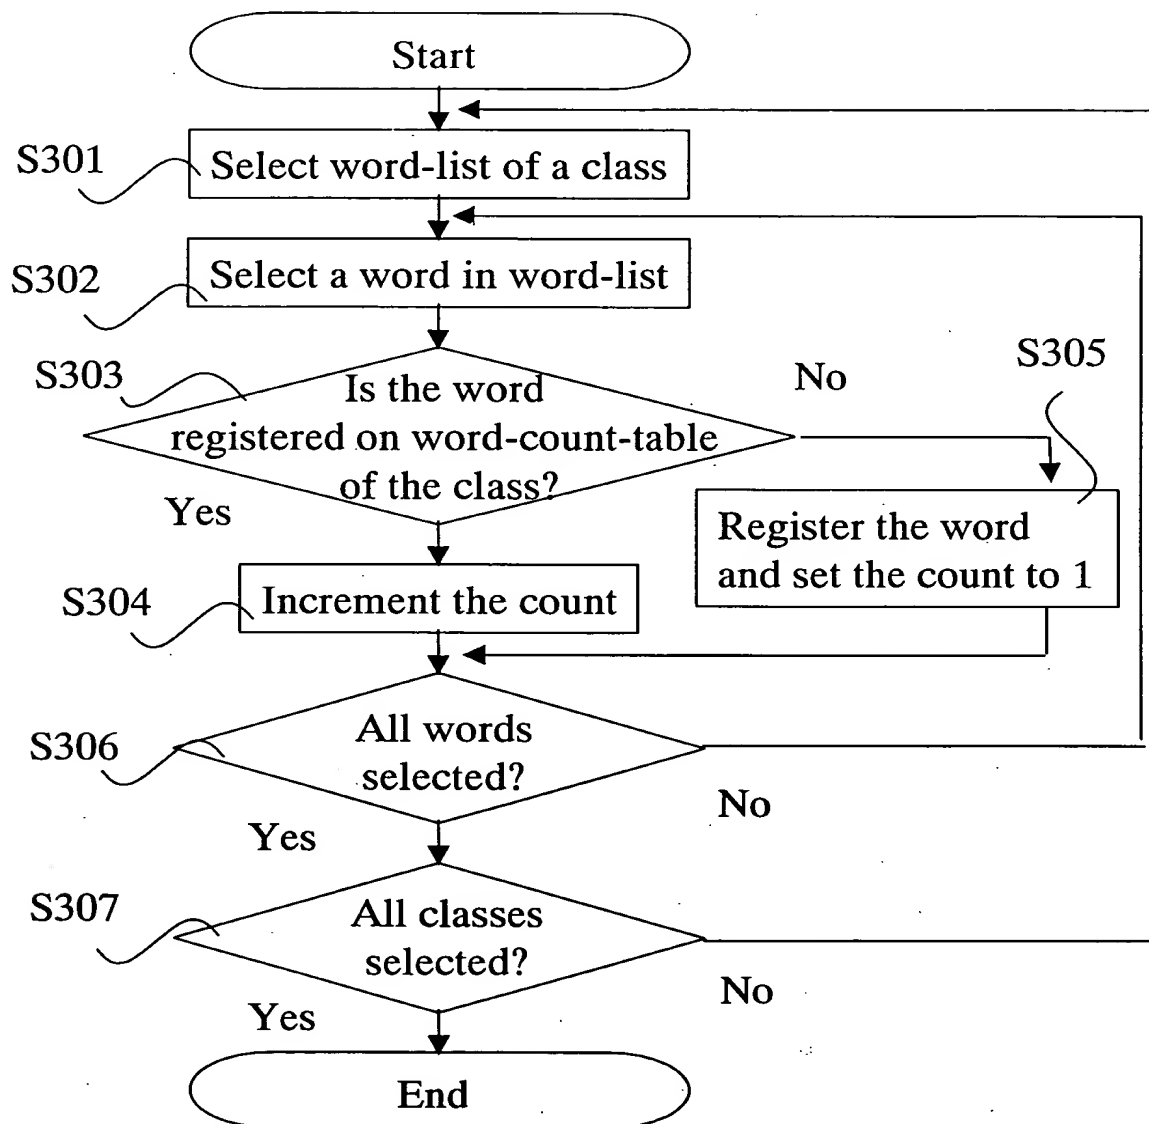 Start
S301
Select word-list of a class
S302
Select a word in word-list
S303
Is the word
registered on word-count-table
of the class?
No
S305
Yes
Register the word
and set the count to 1
S304
Increment the count
S306
All words
selected?
No
Yes
S307
All classes
selected?
No
Yes
End